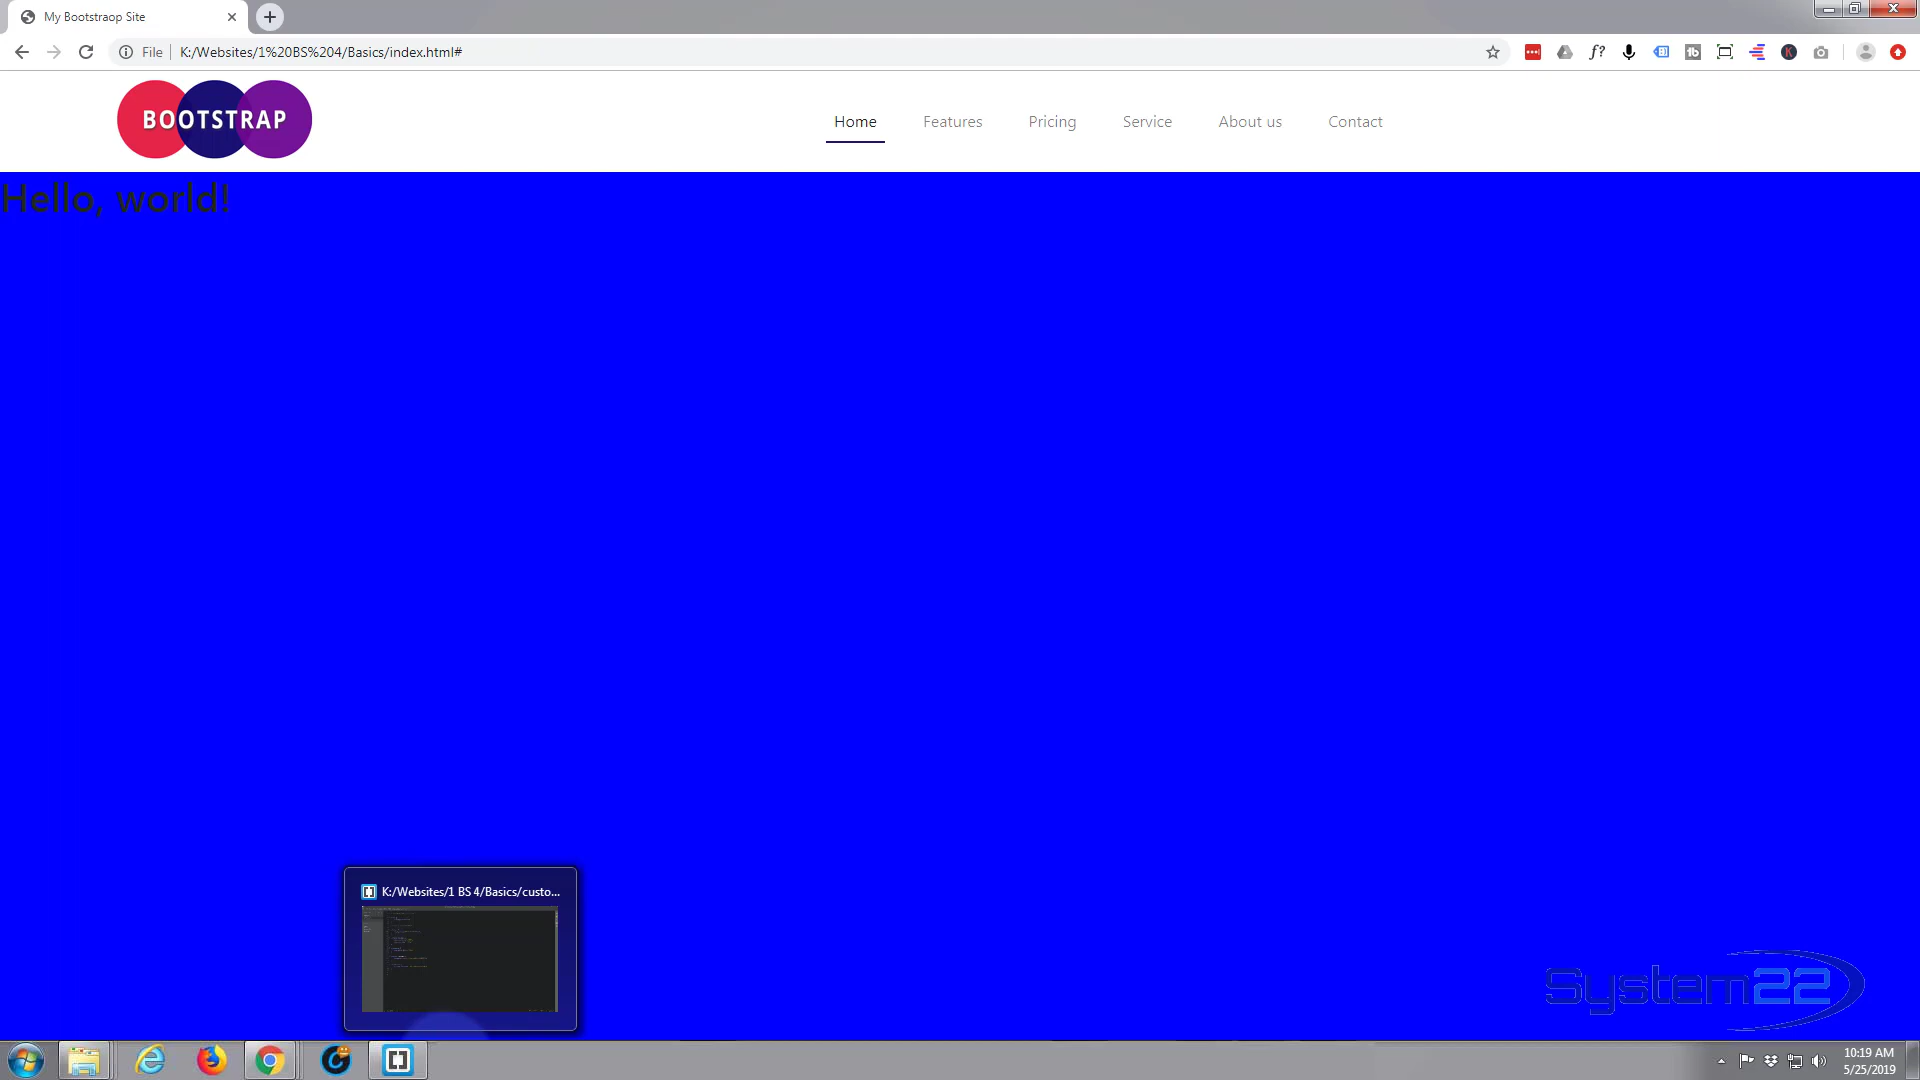 My Bootstraop Site
File
K:/Websites/1%20BS%204/Basics/index.html#
BOOTSTRAP
Home
Features
Pricing
Service
About us
Contact
Hello, world!
K:/Websites/1 BS 4/Basics/custo...
System22
10:19 AM
5/25/2019